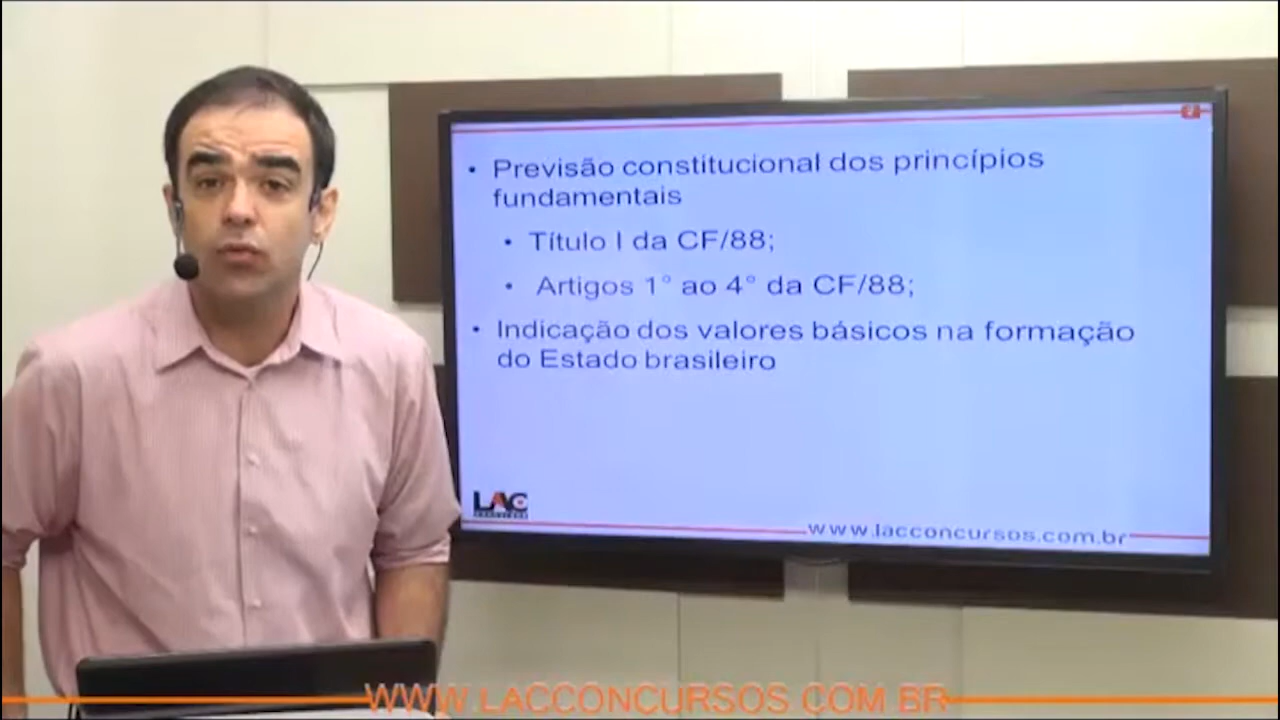 Previsão constitucional dos princípios
fundamentais
Título I da CF/88;
Artigos 1° ao 4° da CF/88;
Indicação dos valores básicos na formação
do Estado brasileiro
LAC
www.lacconcursos.com.br
WWW.LACCONCURSOS.COM.BR